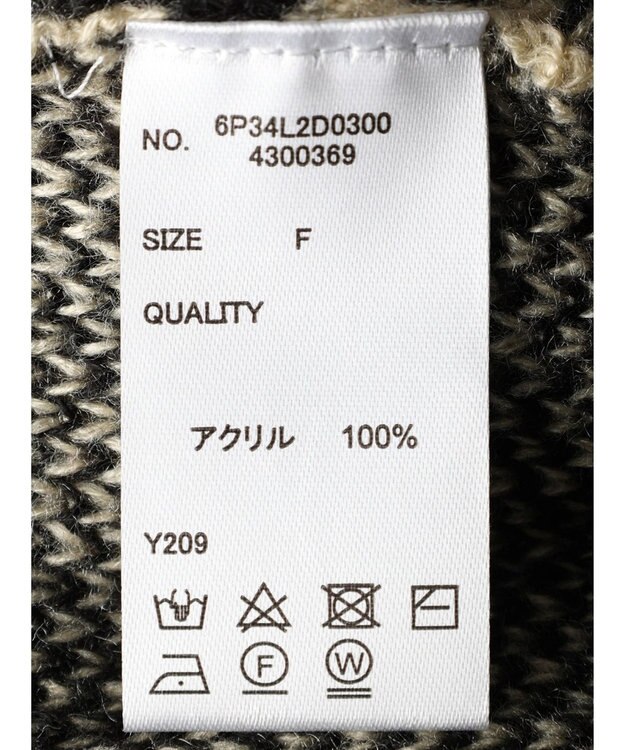 NO. 6P34L2D0300
4300369
SIZE F
QUALITY
アクリル 100%
Y209
F W